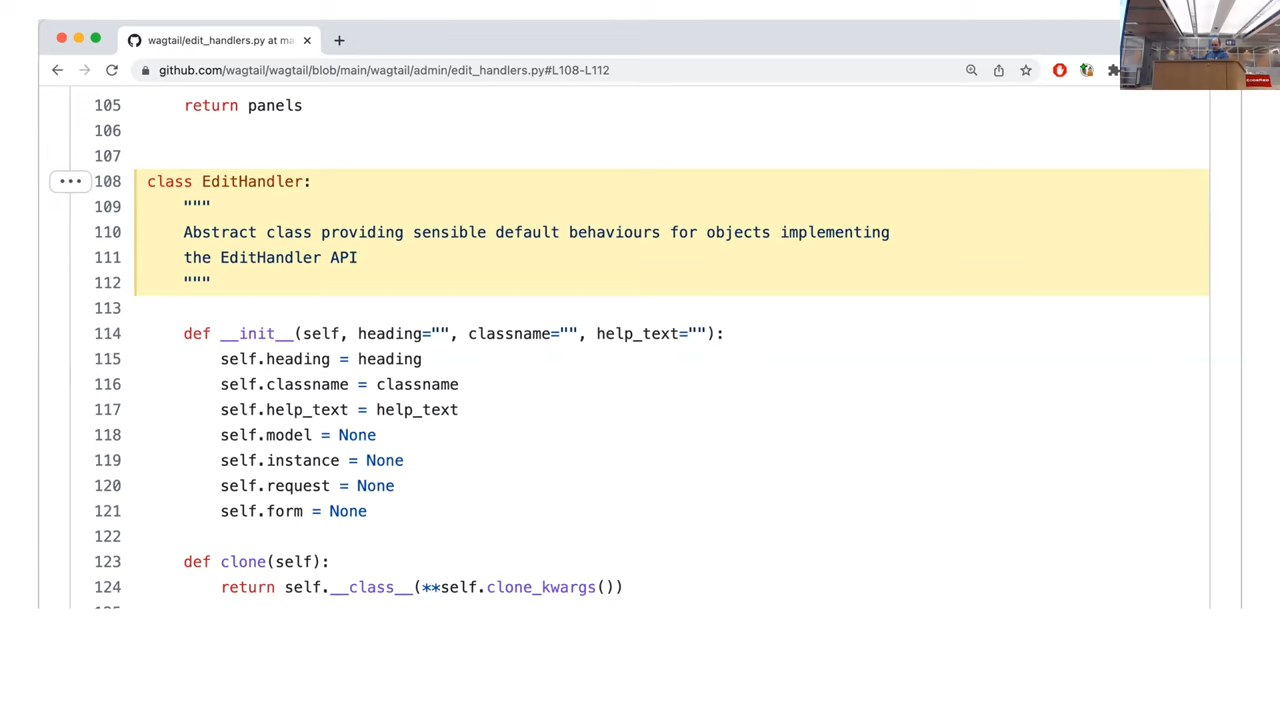 wagtail/edit_handlers.py at ma
github.com/wagtail/wagtail/blob/main/wagtail/admin/edit_handlers.py#L108-L112
105 return panels
106
107
108 class EditHandler:
109 """
110 Abstract class providing sensible default behaviours for objects implementing
111 the EditHandler API
112 """
113
114 def __init__(self, heading="", classname="", help_text=""):
115 self.heading = heading
116 self.classname = classname
117 self.help_text = help_text
118 self.model = None
119 self.instance = None
120 self.request = None
121 self.form = None
122
123 def clone(self):
124 return self.__class__(**self.clone_kwargs())